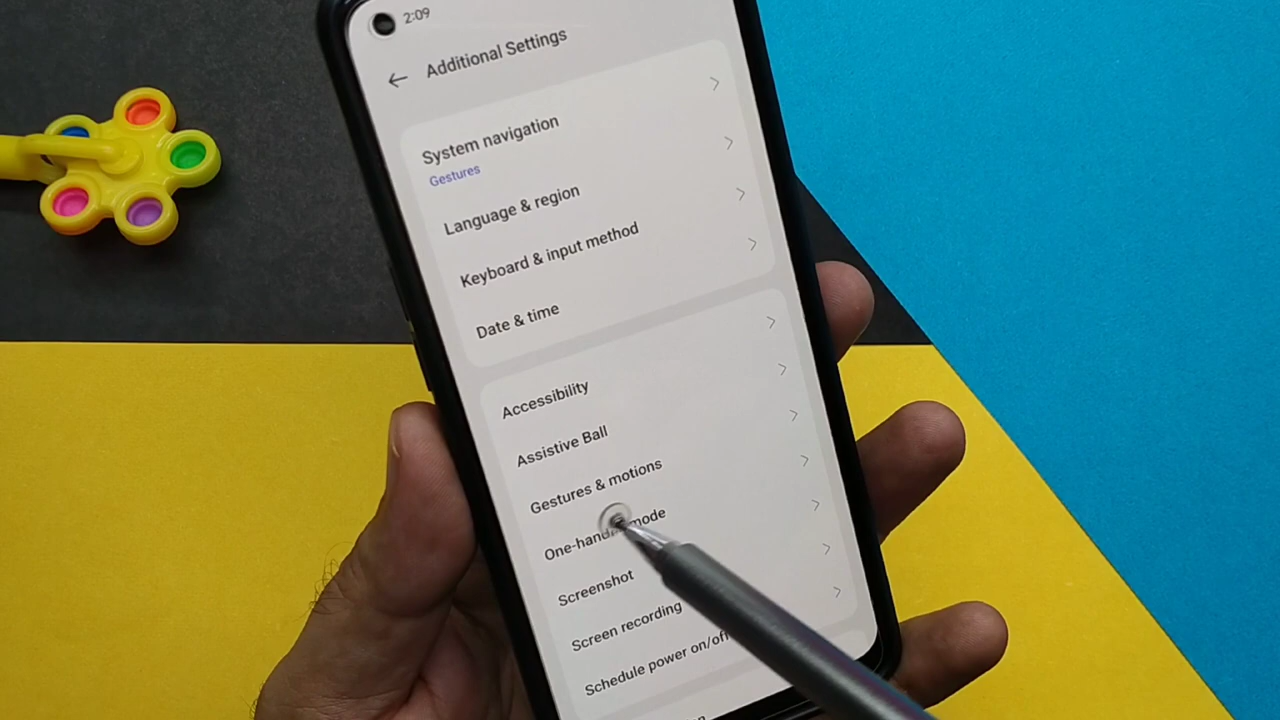 2:09
Additional Settings
System navigation
Gestures
Language & region
Keyboard & input method
Date & time
Accessibility
Assistive Ball
Gestures & motions
One-hand mode
Screenshot
Screen recording
Schedule power on/off